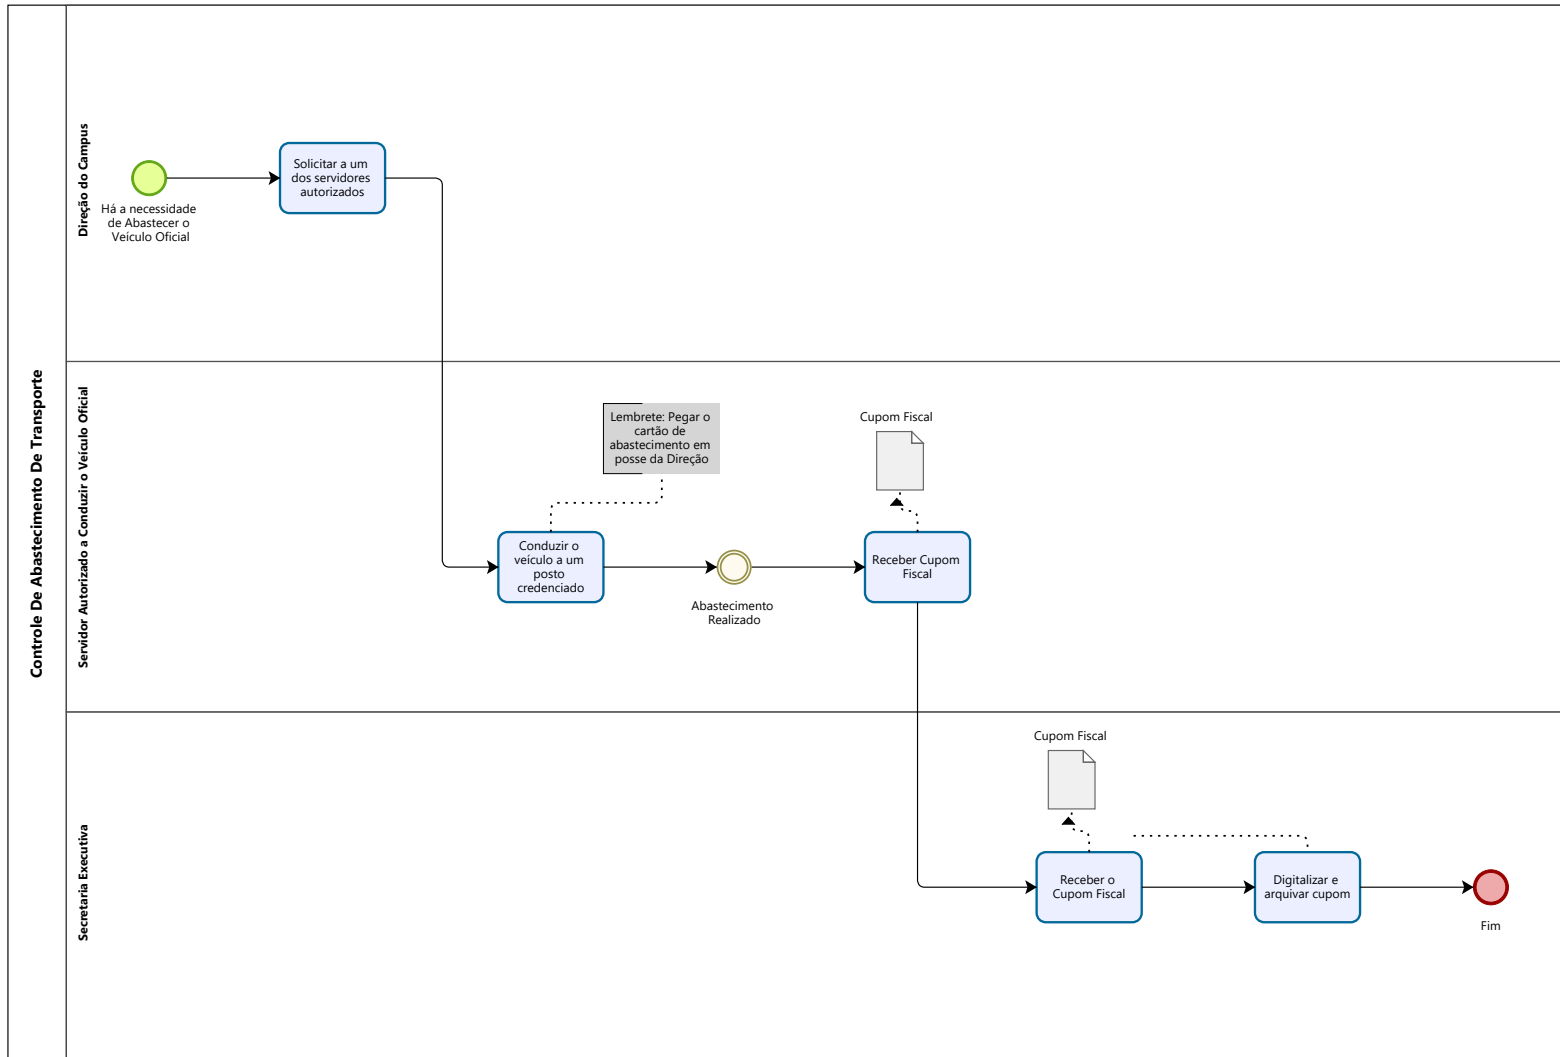 Controle De Abastecimento De Transporte
Direção do Campus
Há a necessidade
de Abastecer o
Veículo Oficial
Solicitar a um
dos servidores
autorizados
Servidor Autorizado a Conduzir o Veículo Oficial
Lembrete: Pegar o
cartão de
abastecimento em
posse da Direção
Conduzir o
veículo a um
posto
credenciado
Abastecimento
Realizado
Cupom Fiscal
Receber Cupom
Fiscal
Secretaria Executiva
Cupom Fiscal
Receber o
Cupom Fiscal
Digitalizar e
arquivar cupom
Fim